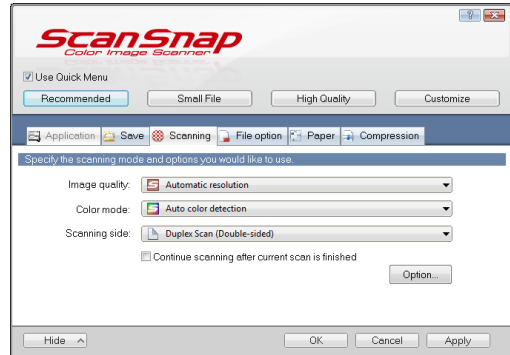 ScanSnap
Color Image Scanner
Use Quick Menu
Recommended Small File High Quality Customize
Application Save Scanning File option Paper Compression
Specify the scanning mode and options you would like to use.
Image quality: Automatic resolution
Color mode: Auto color detection
Scanning side: Duplex Scan (Double-sided)
Continue scanning after current scan is finished
Option...
Hide OK Cancel Apply